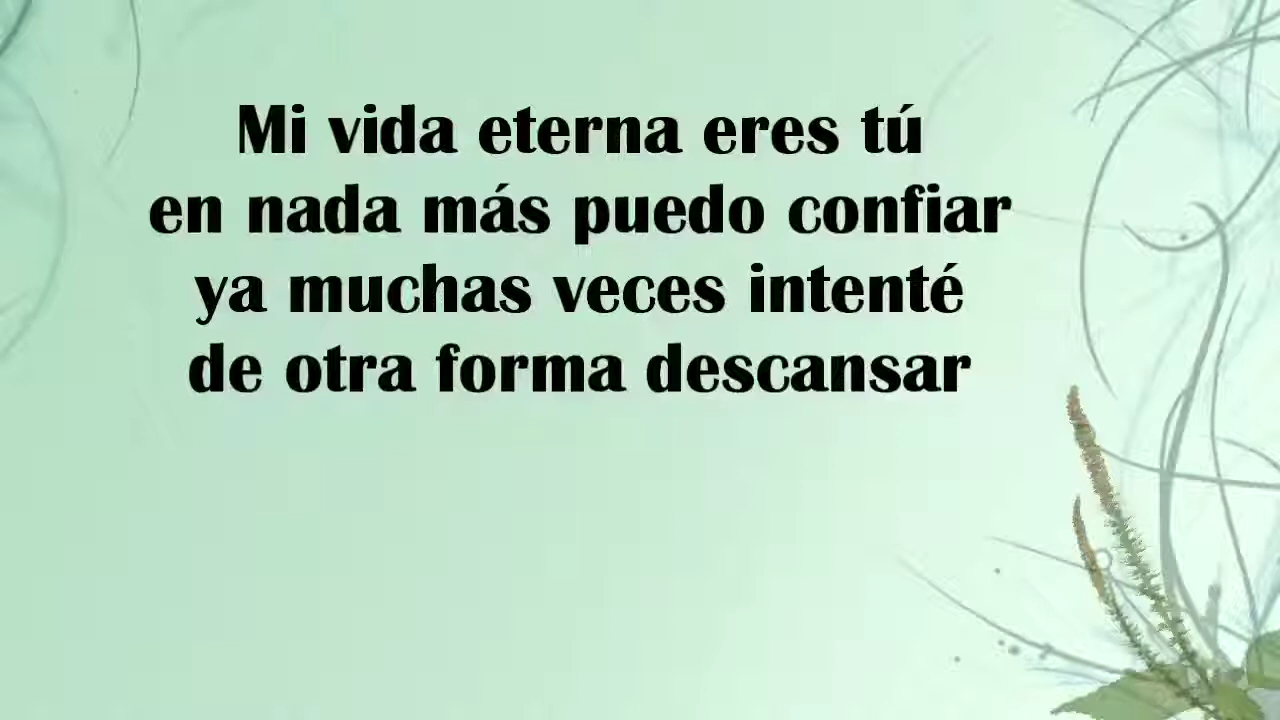 Mi vida eterna eres tú
en nada más puedo confiar
ya muchas veces intenté
de otra forma descansar